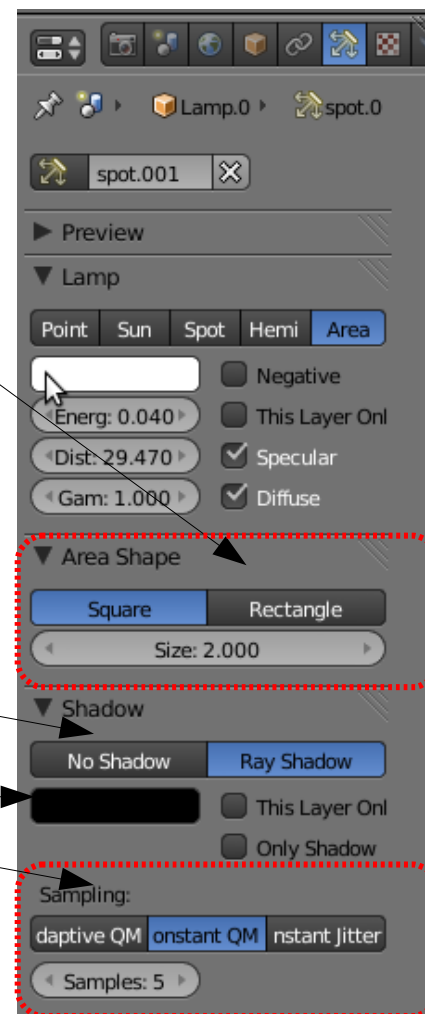 Lamp.0 spot.0
spot.001
Preview
Lamp
Point Sun Spot Hemi Area
Negative
Energ: 0.040 This Layer Onl
Dist: 29.470 Specular
Gam: 1.000 Diffuse
Area Shape
Square Rectangle
Size: 2.000
Shadow
No Shadow Ray Shadow
This Layer Onl
Only Shadow
Sampling:
daptive QM onstant QM nstant Jitter
Samples: 5